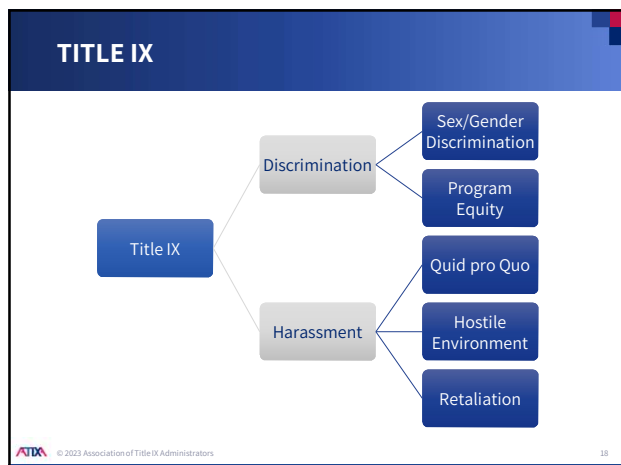 TITLE IX
Sex/Gender
Discrimination
Discrimination
Program
Equity
Title IX
Quid pro Quo
Harassment
Hostile
Environment
Retaliation
ATIXA © 2023 Association of Title IX Administrators 18